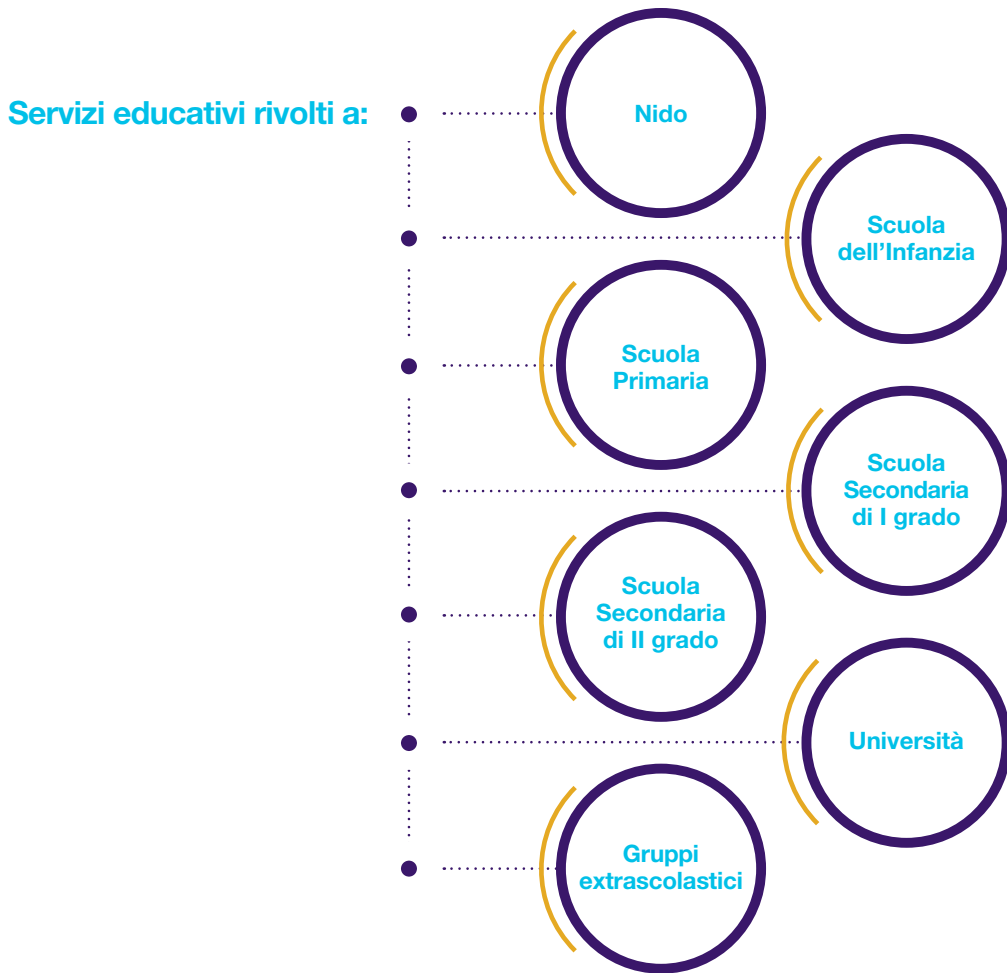 Servizi educativi rivolti a:
Nido
Scuola
dell’Infanzia
Scuola
Primaria
Scuola
Secondaria
di I grado
Scuola
Secondaria
di II grado
Università
Gruppi
extrascolastici